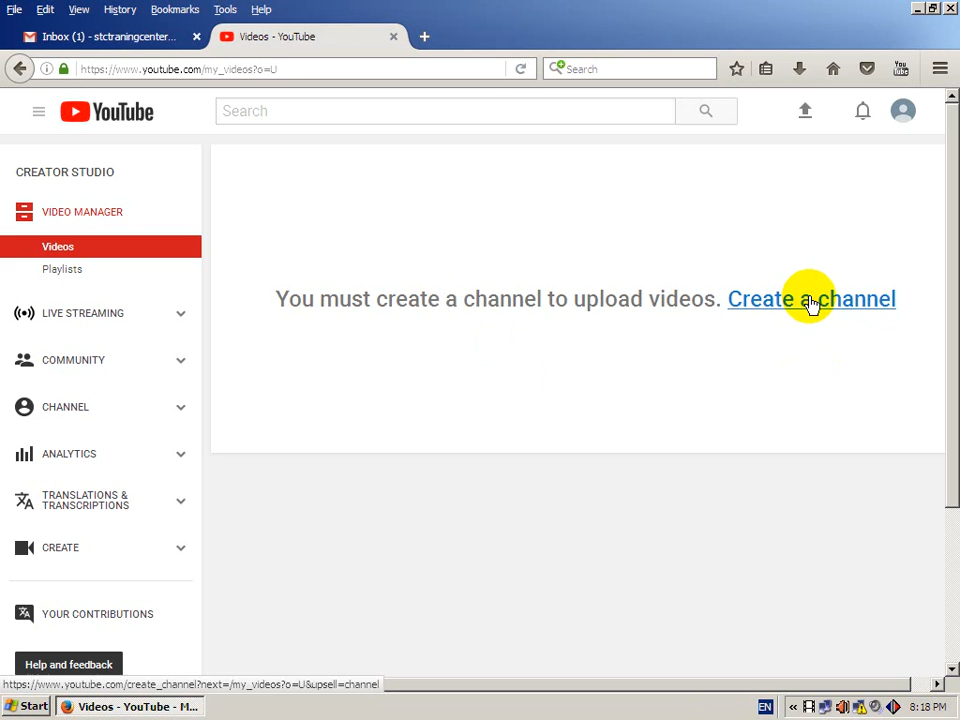 File Edit View History Bookmarks Tools Help
Inbox (1) - stctraningcenter...
Videos - YouTube
https://www.youtube.com/my_videos?o=U
Search
You Tube
YouTube
Search
CREATOR STUDIO
VIDEO MANAGER
Videos
Playlists
LIVE STREAMING
COMMUNITY
CHANNEL
ANALYTICS
TRANSLATIONS &
TRANSCRIPTIONS
CREATE
YOUR CONTRIBUTIONS
Help and feedback
You must create a channel to upload videos. Create a channel
https://www.youtube.com/create_channel?next=/my_videos?o=U&upsell=channel
Start
Videos - YouTube - M...
EN
8:18 PM